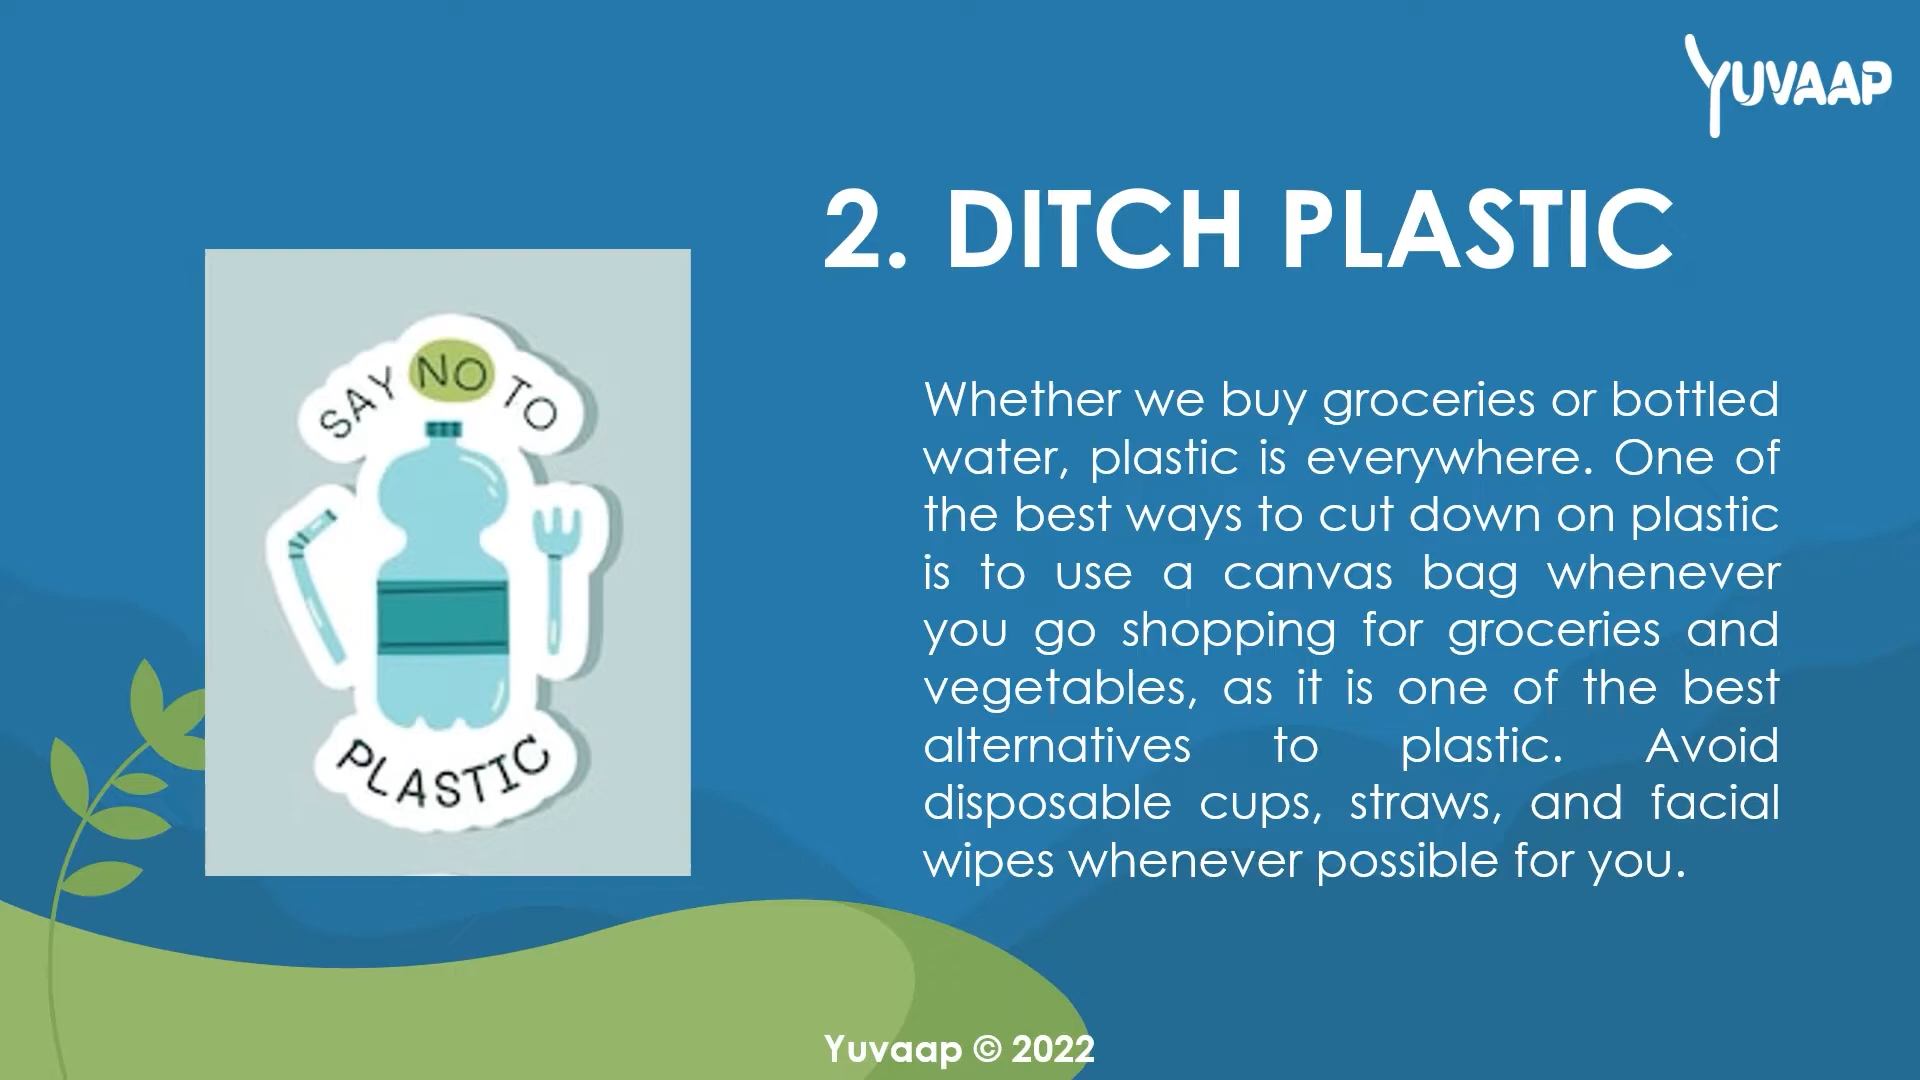 YUVAAP
2. DITCH PLASTIC
SAY NO TO
PLASTIC
Whether we buy groceries or bottled
water, plastic is everywhere. One of
the best ways to cut down on plastic
is to use a canvas bag whenever
you go shopping for groceries and
vegetables, as it is one of the best
alternatives to plastic. Avoid
disposable cups, straws, and facial
wipes whenever possible for you.
Yuvaap © 2022